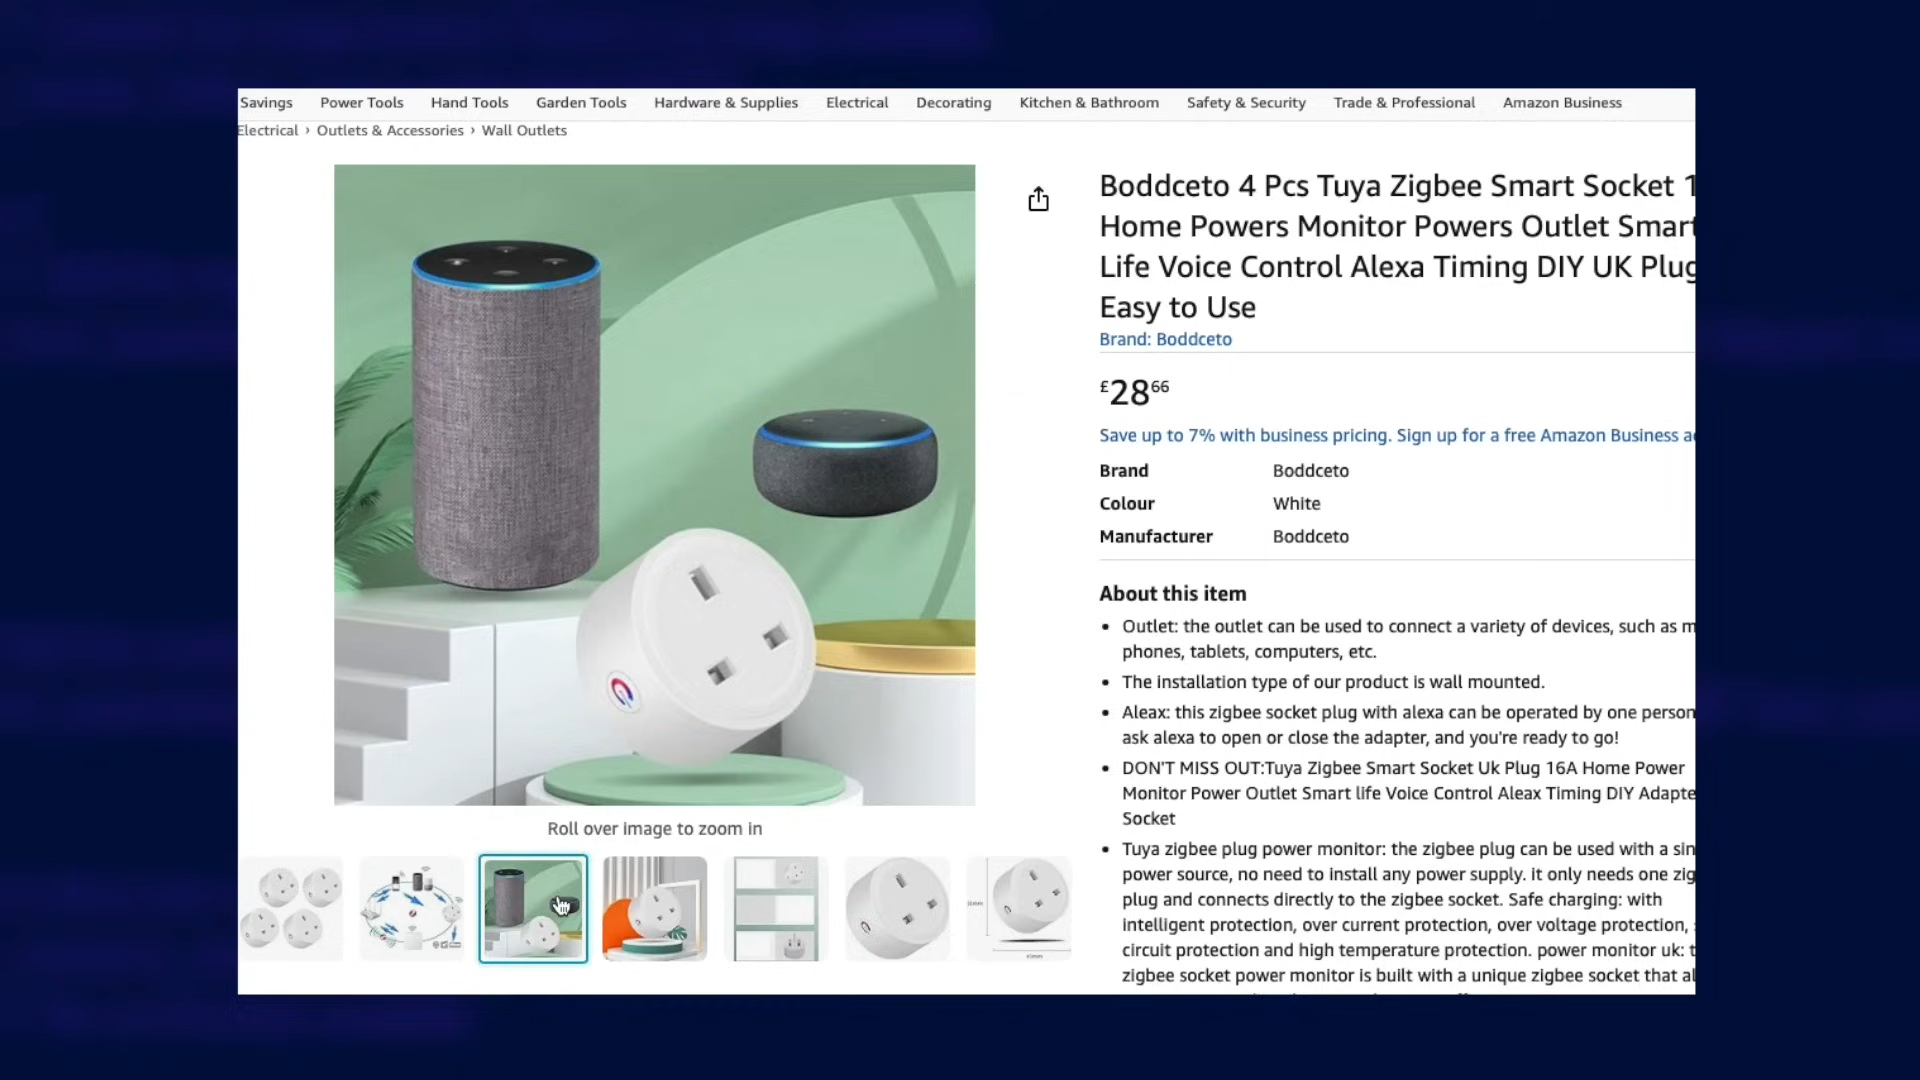 Savings Power Tools Hand Tools Garden Tools Hardware & Supplies Electrical Decorating Kitchen & Bathroom Safety & Security Trade & Professional Amazon Business
Electrical › Outlets & Accessories › Wall Outlets
Boddceto 4 Pcs Tuya Zigbee Smart Socket 1
Home Powers Monitor Powers Outlet Smart
Life Voice Control Alexa Timing DIY UK Plug
Easy to Use
Brand: Boddceto
£28 66
Save up to 7% with business pricing. Sign up for a free Amazon Business a
Brand Boddceto
Colour White
Manufacturer Boddceto
About this item
• Outlet: the outlet can be used to connect a variety of devices, such as m
phones, tablets, computers, etc.
• The installation type of our product is wall mounted.
• Aleax: this zigbee socket plug with alexa can be operated by one person
ask alexa to open or close the adapter, and you're ready to go!
• DON'T MISS OUT:Tuya Zigbee Smart Socket Uk Plug 16A Home Power
Monitor Power Outlet Smart life Voice Control Aleax Timing DIY Adapte
Socket
• Tuya zigbee plug power monitor: the zigbee plug can be used with a sin
power source, no need to install any power supply. it only needs one zig
plug and connects directly to the zigbee socket. Safe charging: with
intelligent protection, over current protection, over voltage protection,
circuit protection and high temperature protection. power monitor uk: t
zigbee socket power monitor is built with a unique zigbee socket that al
Roll over image to zoom in